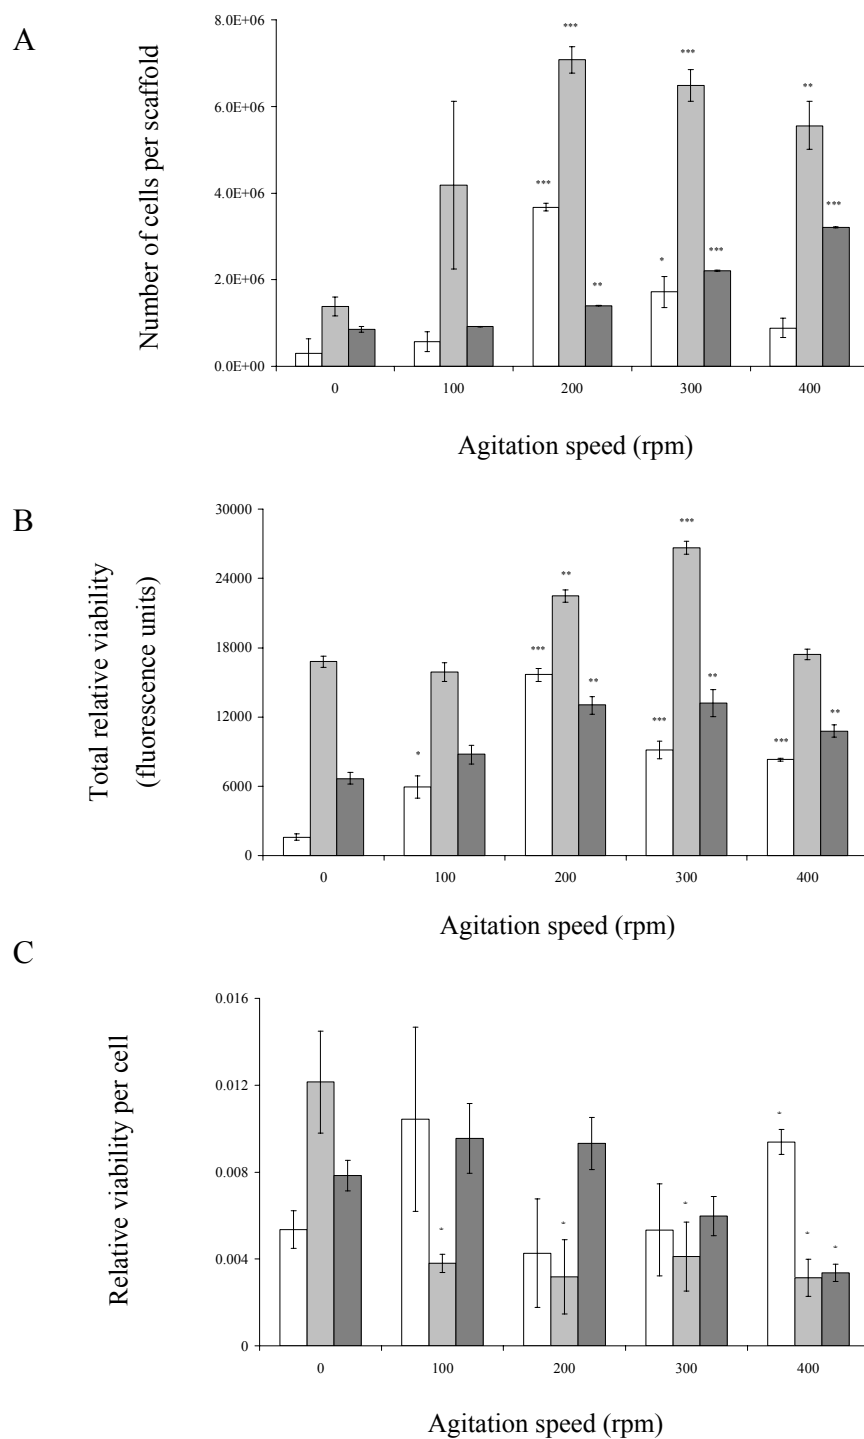 A
Number of cells per scaffold
8.0E+06
6.0E+06
4.0E+06
2.0E+06
0.0E+00
***
***
**
***
***
*
***
**
0 100 200 300 400
Agitation speed (rpm)
B
Total relative viability
(fluorescence units)
30000
24000
18000
12000
6000
0
***
**
***
**
**
**
*
***
***
0 100 200 300 400
Agitation speed (rpm)
C
Relative viability per cell
0.016
0.012
0.008
0.004
0
*
*
*
*
*
*
0 100 200 300 400
Agitation speed (rpm)